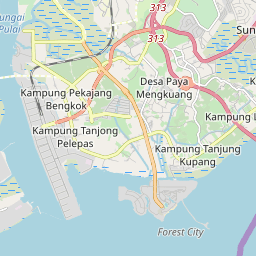 ungai
Pulai
313
313
Sun
Desa Paya
Mengkuang
Kampung Pekajang
Bengkok
Kampung L
Kampung Tanjong
Pelepas
Kampung Tanjung
Kupang
Forest City